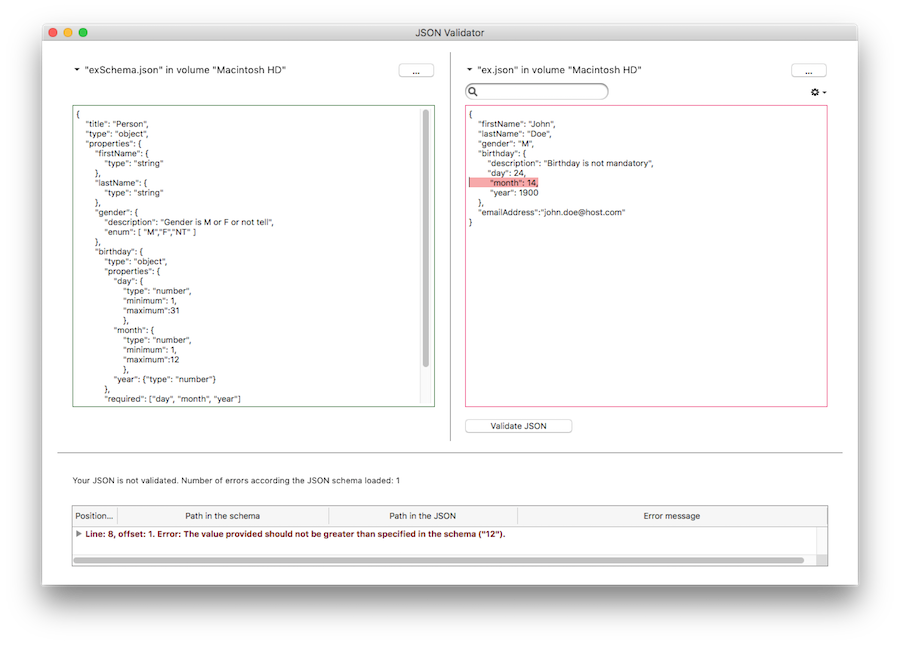 JSON Validator
"exSchema.json" in volume "Macintosh HD"
...
{
"title": "Person",
"type": "object",
"properties": {
"firstName": {
"type": "string"
},
"lastName": {
"type": "string"
},
"gender": {
"description": "Gender is M or F or not tell",
"enum": [ "M","F","NT" ]
},
"birthday": {
"type": "object",
"properties": {
"day": {
"type": "number",
"minimum": 1,
"maximum":31
},
"month": {
"type": "number",
"minimum": 1,
"maximum":12
},
"year": {"type": "number"}
},
"required": ["day", "month", "year"]
"ex.json" in volume "Macintosh HD"
...
{
"firstName": "John",
"lastName": "Doe",
"gender": "M",
"birthday": {
"description": "Birthday is not mandatory",
"day": 24,
"month": 14,
"year": 1900
},
"emailAddress":"john.doe@host.com"
}
Validate JSON
Your JSON is not validated. Number of errors according the JSON schema loaded: 1
Position... Path in the schema Path in the JSON Error message
Line: 8, offset: 1. Error: The value provided should not be greater than specified in the schema ("12").